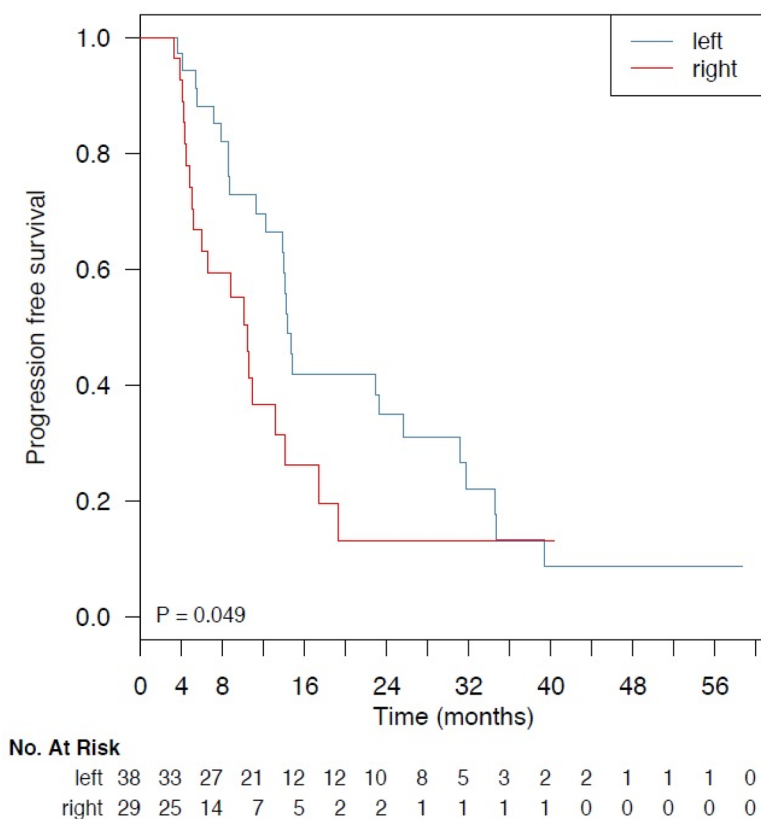 1.0
0.8
0.6
0.4
0.2
0.0
Progression free survival
left
right
P = 0.049
0 4 8 16 24 32 40 48 56
Time (months)
No. At Risk
left 38 33 27 21 12 12 10 8 5 3 2 2 1 1 1 0
right 29 25 14 7 5 2 2 1 1 1 1 0 0 0 0 0